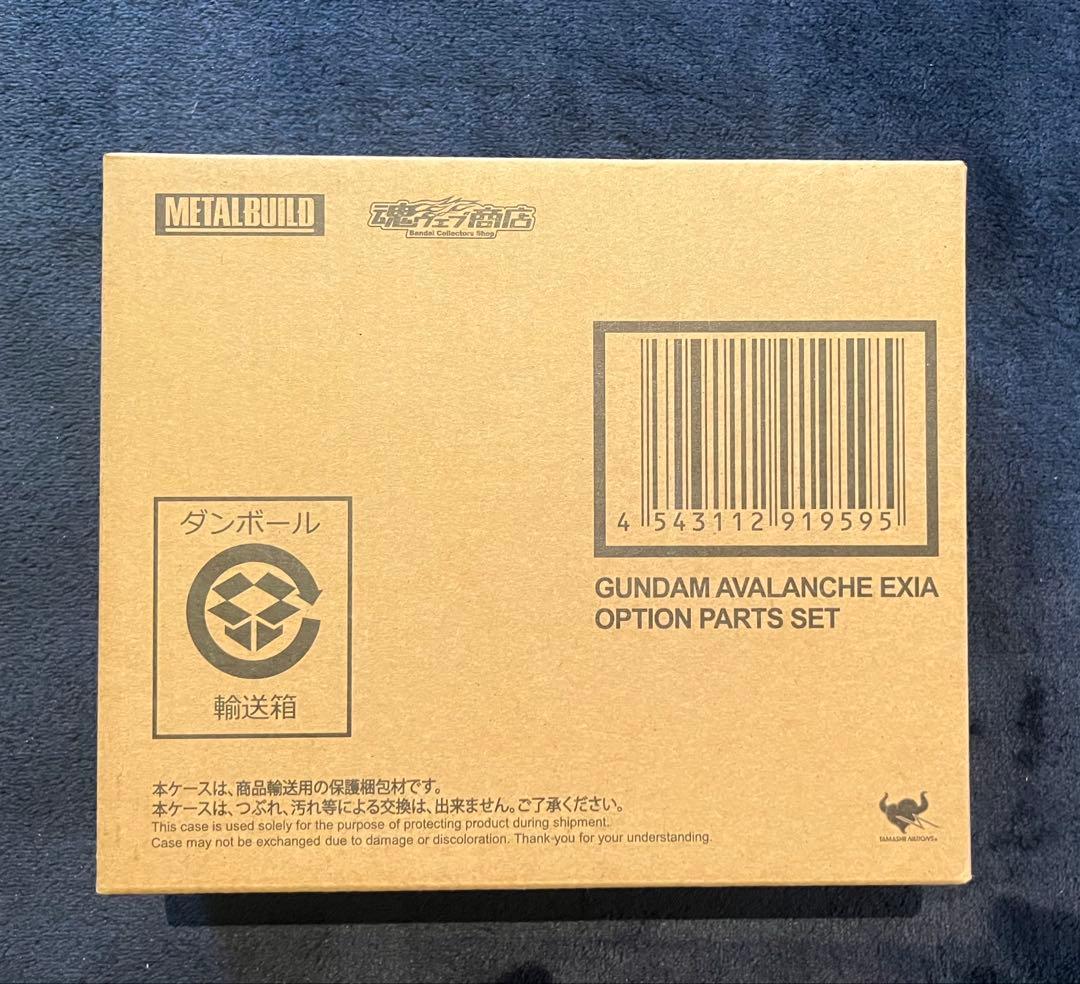 METAL BUILD
魂ウェブ商店
Bandai Collectors Shop
4 543112 919595
GUNDAM AVALANCHE EXIA
OPTION PARTS SET
ダンボール
輸送箱
本ケースは、商品輸送用の保護梱包材です。
本ケースは、つぶれ、汚れ等による交換は、出来ません。ご了承ください。
This case is used solely for the purpose of protecting product during shipment.
Case may not be exchanged due to damage or discoloration. Thank-you for your understanding.
TAMASHII NATIONS